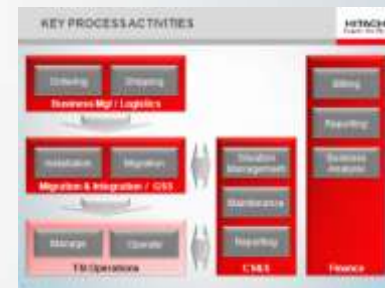 KEY PROCESS ACTIVITIES
HITACHI
Ordering
Shipping
Business Mgt / Logistics
Installation
Migration
Migration & Integration / GSS
Manage
Operate
Operations
Situation
Management
Maintenance
Reporting
Billing
Reporting
Business
Analysis
Finance